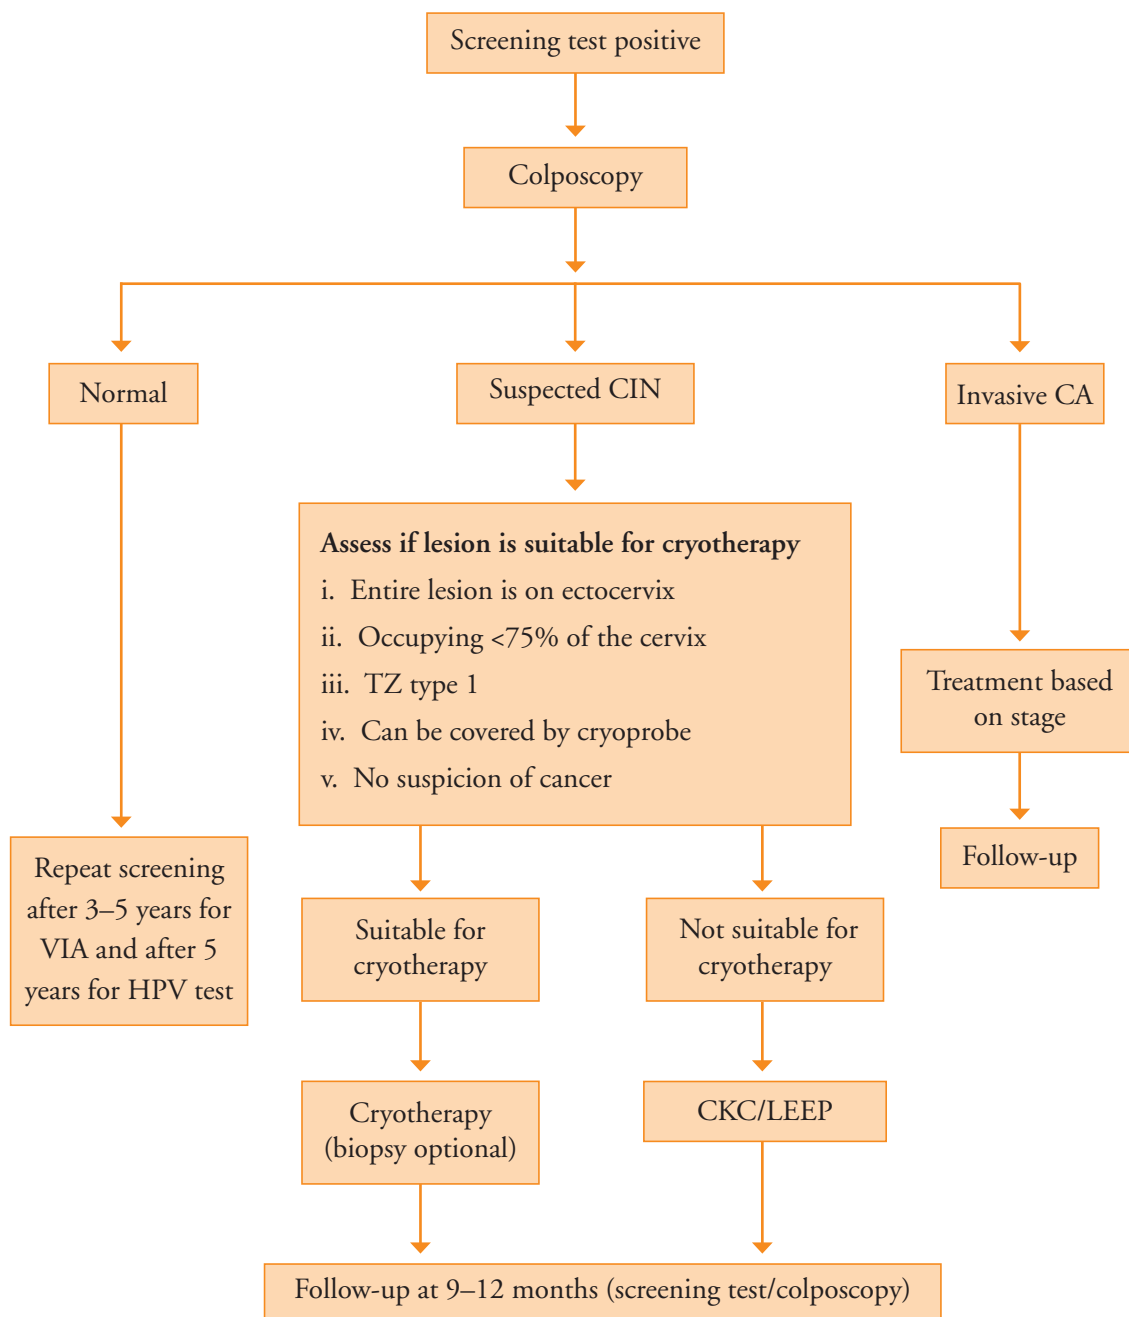 Screening test positive
Colposcopy
Normal
Suspected CIN
Invasive CA
Assess if lesion is suitable for cryotherapy
i. Entire lesion is on ectocervix
ii. Occupying <75% of the cervix
iii. TZ type 1
iv. Can be covered by cryoprobe
v. No suspicion of cancer
Treatment based
on stage
Follow-up
Repeat screening
after 3–5 years for
VIA and after 5
years for HPV test
Suitable for
cryotherapy
Not suitable for
cryotherapy
Cryotherapy
(biopsy optional)
CKC/LEEP
Follow-up at 9–12 months (screening test/colposcopy)